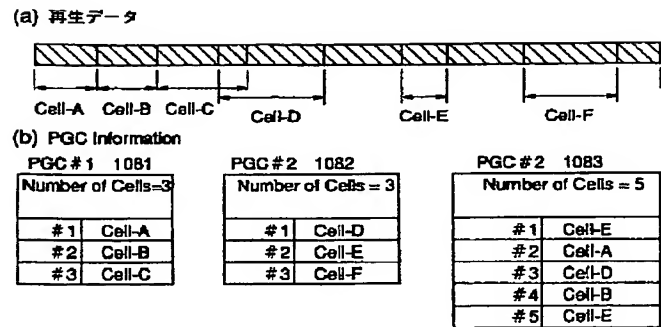 (a) 再生データ
Cell-A
Cell-B
Cell-C
Cell-D
Cell-E
Cell-F
(b) PGC Information
PGC#1 1081
Number of Cells=3
#1 Cell-A
#2 Cell-B
#3 Cell-C
PGC#2 1082
Number of Cells = 3
#1 Cell-D
#2 Cell-E
#3 Cell-F
PGC#2 1083
Number of Cells = 5
#1 Cell-E
#2 Cell-A
#3 Cell-D
#4 Cell-B
#5 Cell-E